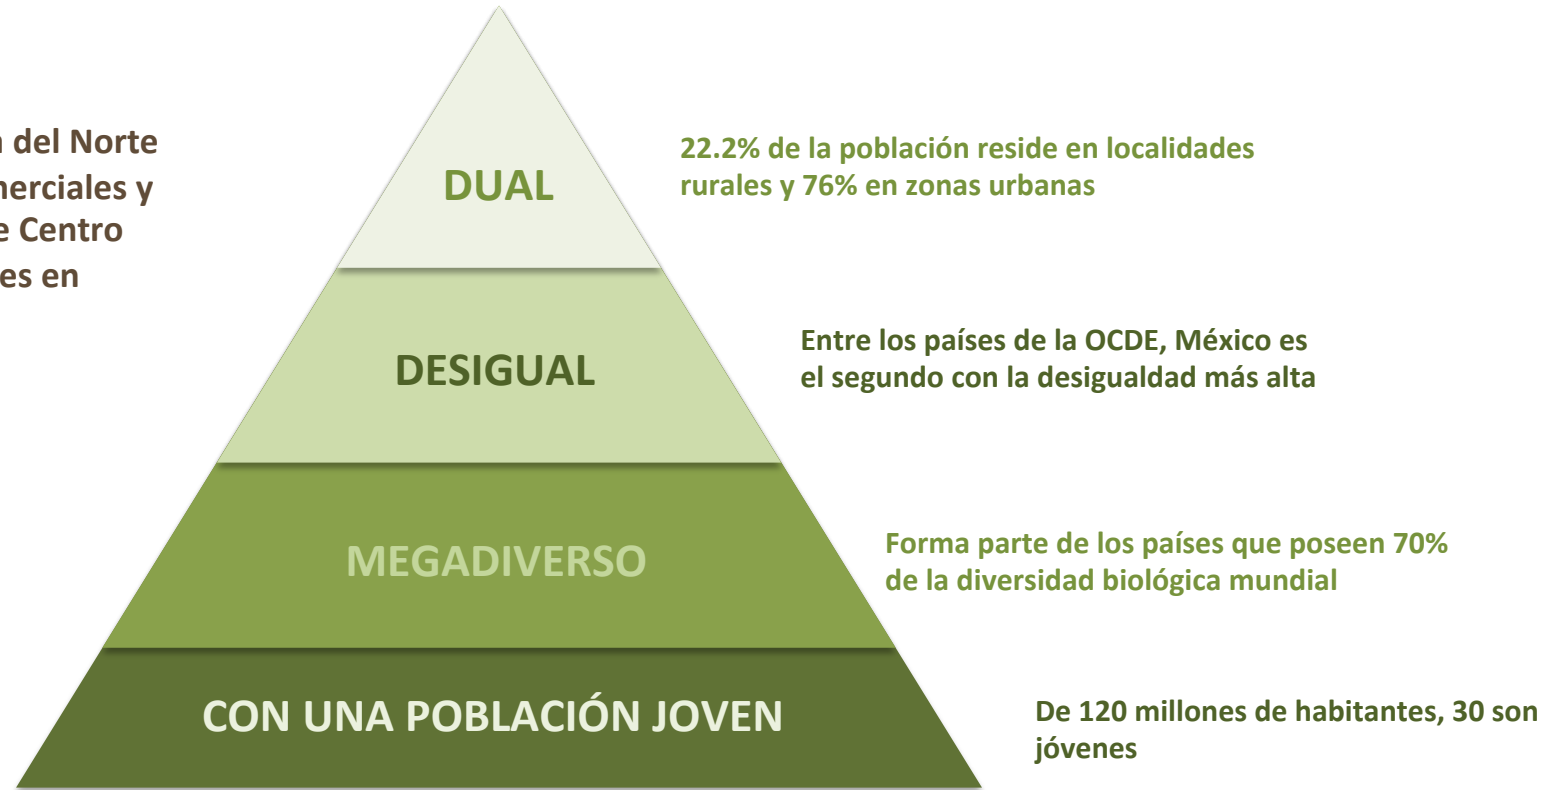 del Norte
y
Centro
es en
DUAL
22.2% de la población reside en localidades
rurales y 76% en zonas urbanas
DESIGUAL
Entre los países de la OCDE, México es
el segundo con la desigualdad más alta
MEGADIVERSO
Forma parte de los países que poseen 70%
de la diversidad biológica mundial
CON UNA POBLACIÓN JOVEN
De 120 millones de habitantes, 30 son
jóvenes